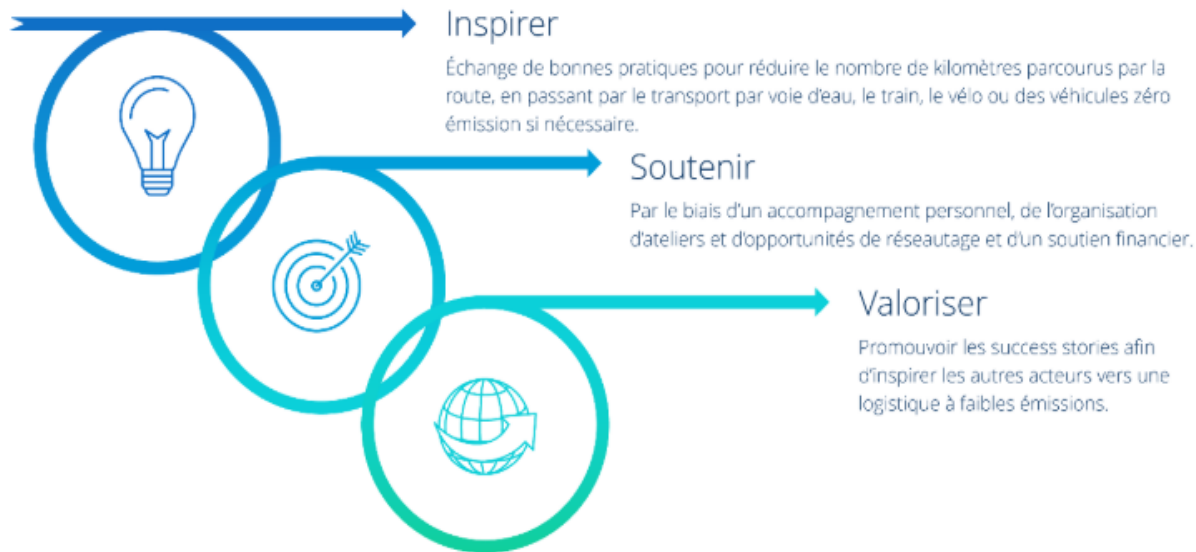 Inspirer
Échange de bonnes pratiques pour réduire le nombre de kilomètres parcourus par la
route, en passant par le transport par voie d'eau, le train, le vélo ou des véhicules zéro
émission si nécessaire.
Soutenir
Par le biais d'un accompagnement personnel, de l'organisation
d'ateliers et d'opportunités de réseautage et d'un soutien financier.
Valoriser
Promouvoir les success stories afin
d'inspirer les autres acteurs vers une
logistique à faibles émissions.